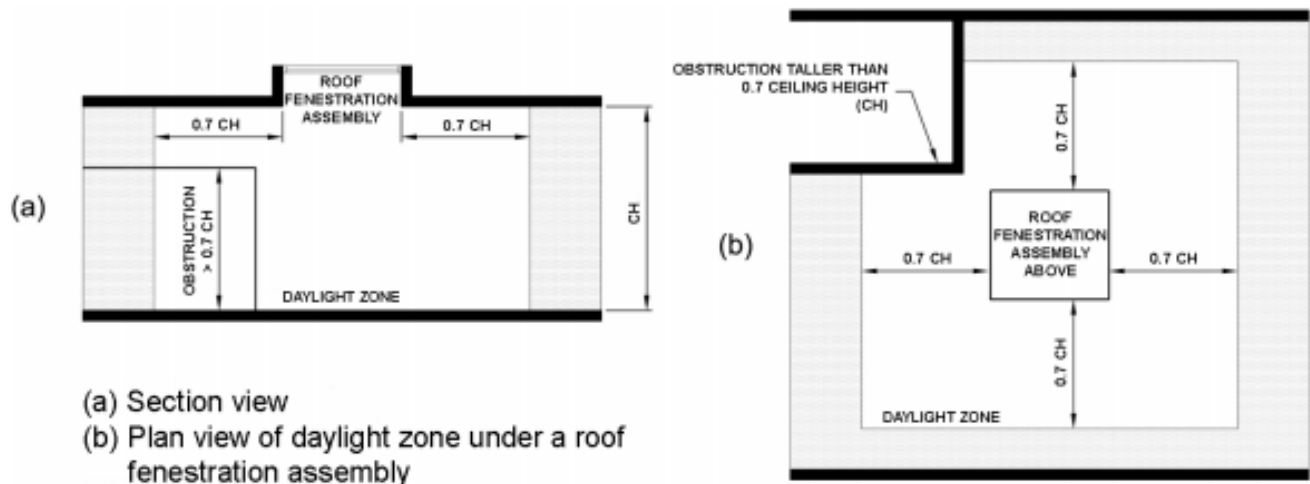 (a)
ROOF
FENESTRATION
ASSEMBLY
0.7 CH
0.7 CH
OBSTRUCTION
> 0.7 CH
CH
DAYLIGHT ZONE
(a) Section view
(b) Plan view of daylight zone under a roof
fenestration assembly
(b)
OBSTRUCTION TALLER THAN
0.7 CEILING HEIGHT
(CH)
0.7 CH
ROOF
FENESTRATION
ASSEMBLY
ABOVE
0.7 CH
0.7 CH
0.7 CH
DAYLIGHT ZONE